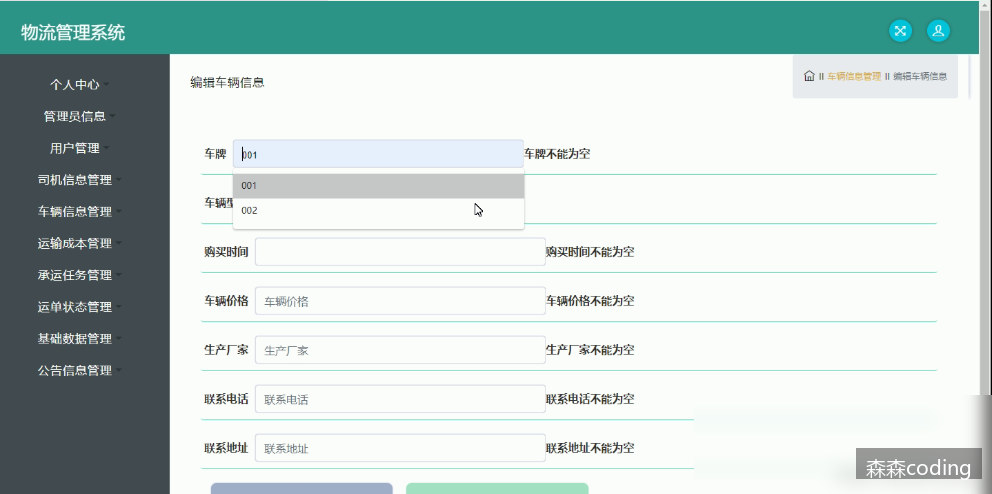 物流管理系统
个人中心
管理员信息
用户管理
司机信息管理
车辆信息管理
运输成本管理
承运任务管理
运单状态管理
基础数据管理
公告信息管理
编辑车辆信息
II 车辆信息管理 II 编辑车辆信息
车牌 001 车牌不能为空
001
002
车辆
购买时间 购买时间不能为空
车辆价格 车辆价格 车辆价格不能为空
生产厂家 生产厂家 生产厂家不能为空
联系电话 联系电话 联系电话不能为空
联系地址 联系地址 联系地址不能为空
森森coding